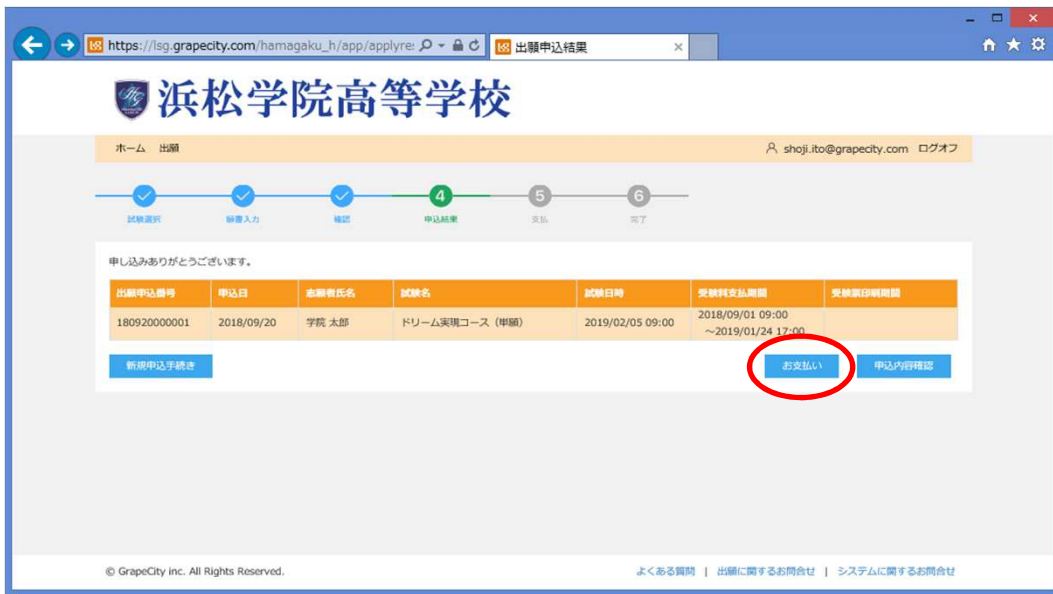 https://lsg.grapecity.com/hamagaku_h/app/applyre: 出願申込結果
浜松学院高等学校
ホーム 出願 shoji.ito@grapecity.com ログオフ
4 5 6
試験選択 願書入力 確認 申込結果 支払 完了
申し込みありがとうございます。
出願申込番号 申込日 志願者氏名 試験名 試験日時 受験料支払期間 受験票印刷期間
180920000001 2018/09/20 学院 太郎 ドリーム実現コース（単願） 2019/02/05 09:00 2018/09/01 09:00
～2019/01/24 17:00
新規申込手続き お支払い 申込内容確認
© GrapeCity inc. All Rights Reserved. よくある質問 | 出願に関するお問合せ | システムに関するお問合せ